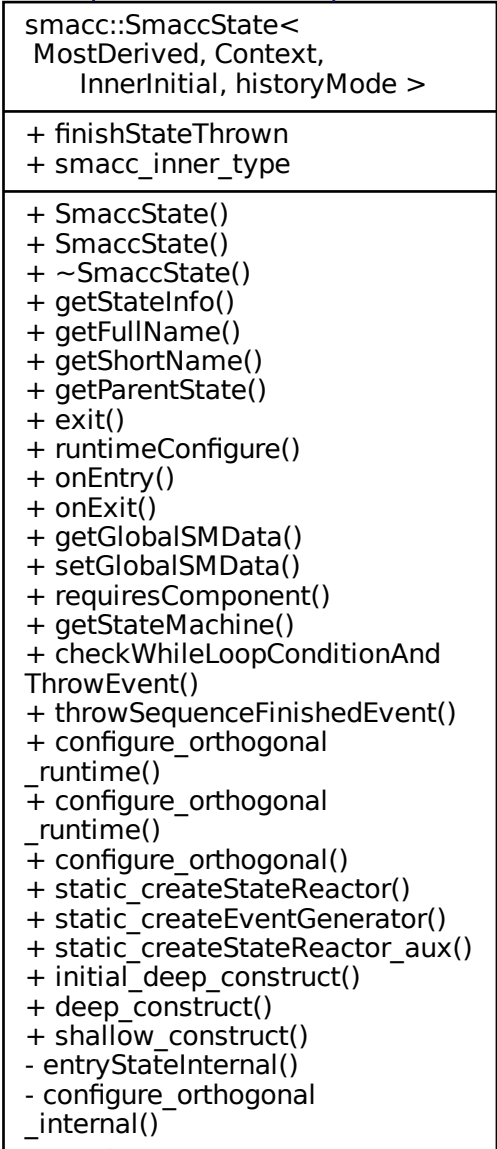 smacc::SmaccState<
MostDerived, Context,
InnerInitial, historyMode >
+ finishStateThrown
+ smacc_inner_type
+ SmaccState()
+ SmaccState()
+ ~SmaccState()
+ getStateInfo()
+ getFullName()
+ getShortName()
+ getParentState()
+ exit()
+ runtimeConfigure()
+ onEntry()
+ onExit()
+ getGlobalSMData()
+ setGlobalSMData()
+ requiresComponent()
+ getStateMachine()
+ checkWhileLoopConditionAnd
ThrowEvent()
+ throwSequenceFinishedEvent()
+ configure_orthogonal
_runtime()
+ configure_orthogonal
_runtime()
+ configure_orthogonal()
+ static_createStateReactor()
+ static_createEventGenerator()
+ static_createStateReactor_aux()
+ initial_deep_construct()
+ deep_construct()
+ shallow_construct()
- entryStateInternal()
- configure_orthogonal
_internal()